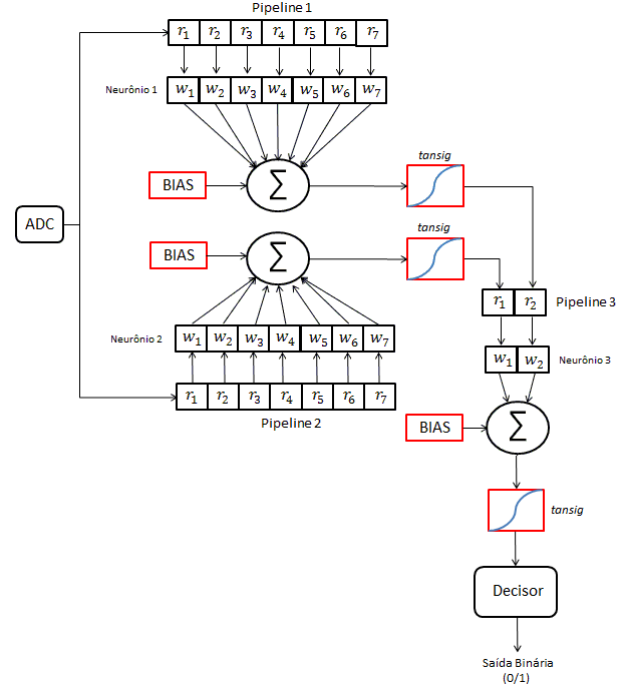 Pipeline 1
r1 r2 r3 r4 r5 r6 r7
Neurônio 1
w1 w2 w3 w4 w5 w6 w7
tansig
BIAS
∑
ADC
tansig
BIAS
∑
r1 r2
Pipeline 3
Neurônio 2
w1 w2 w3 w4 w5 w6 w7
w1 w2
Neurônio 3
r1 r2 r3 r4 r5 r6 r7
Pipeline 2
BIAS
∑
tansig
Decisor
Saída Binária
(0/1)